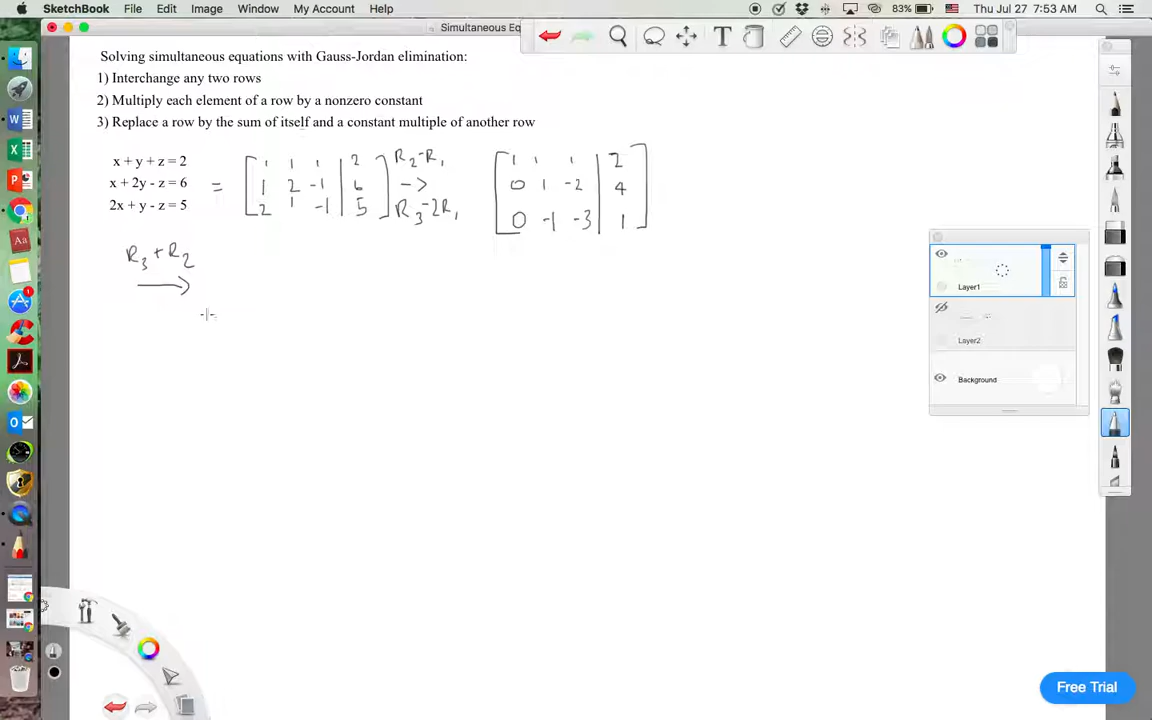 SketchBook File Edit Image Window My Account Help 83% Thu Jul 27 7:53 AM
Simultaneous Eq
Solving simultaneous equations with Gauss-Jordan elimination:
1) Interchange any two rows
2) Multiply each element of a row by a nonzero constant
3) Replace a row by the sum of itself and a constant multiple of another row
x + y + z = 2
x + 2y - z = 6
2x + y - z = 5
=
1 1 1 2
1 2 -1 6
2 1 -1 5
R2-R1
->
R3-2R1
1 1 1 2
0 1 -2 4
0 -1 -3 1
R3+R2
Layer1
Layer2
Background
Free Trial